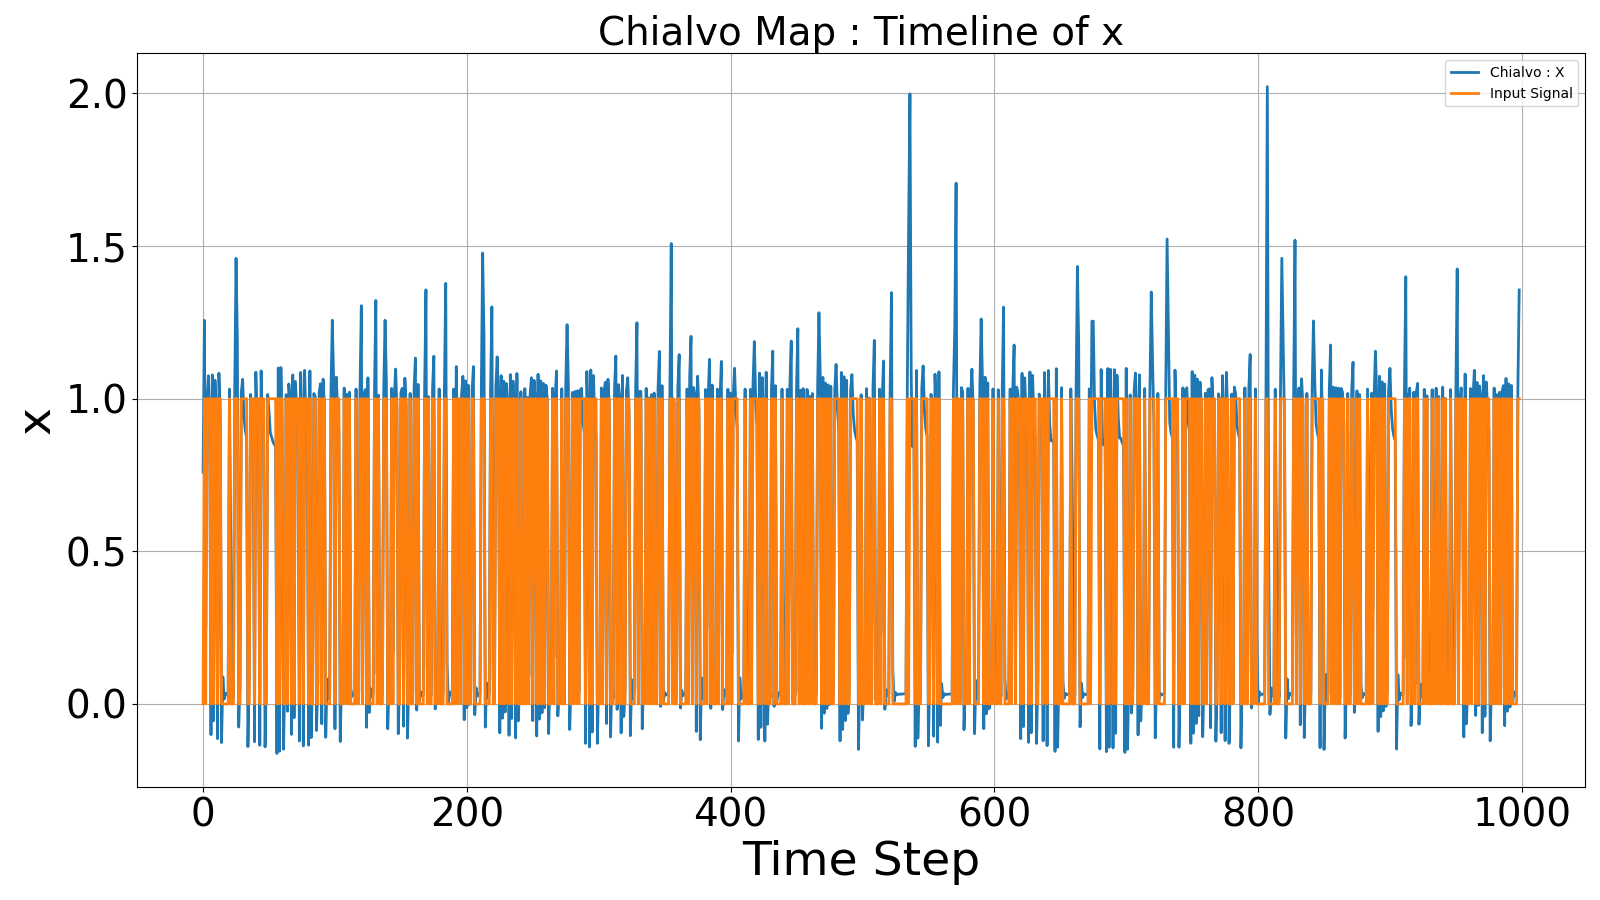 Chialvo Map : Timeline of x
Chialvo : X
Input Signal
2.0
1.5
1.0
0.5
0.0
x
0 200 400 600 800 1000
Time Step